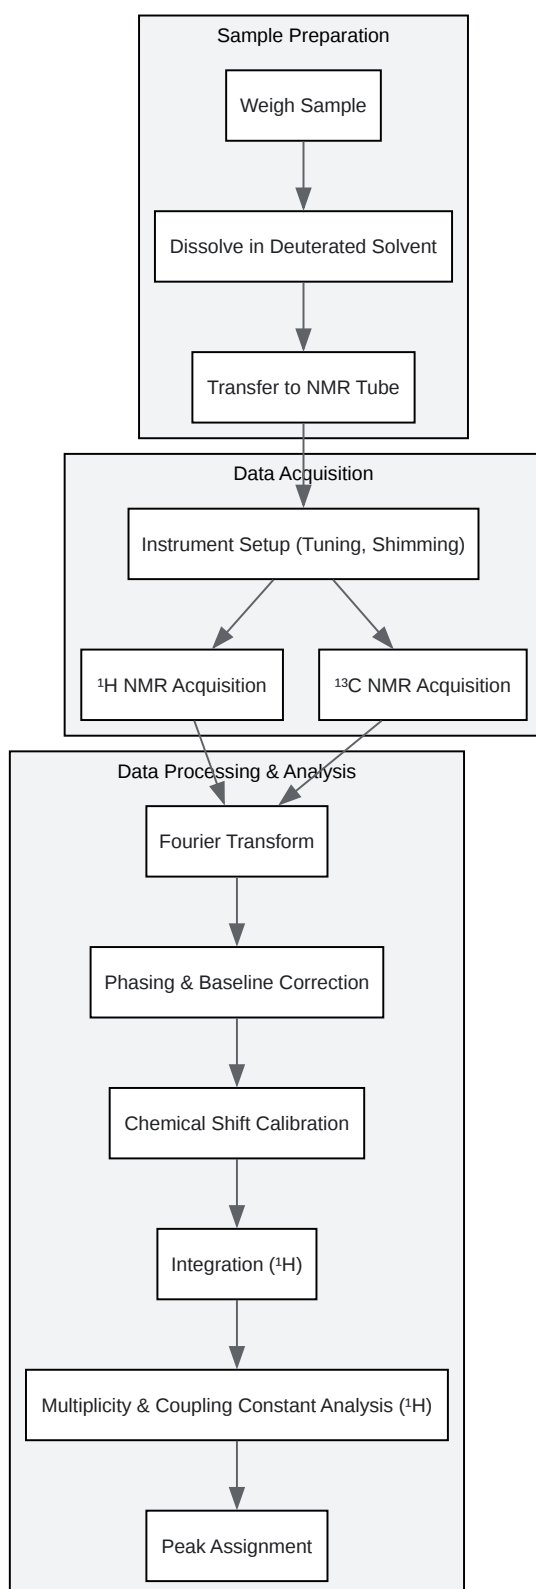 Sample Preparation
Weigh Sample
Dissolve in Deuterated Solvent
Transfer to NMR Tube
Data Acquisition
Instrument Setup (Tuning, Shimming)
¹H NMR Acquisition
¹³C NMR Acquisition
Data Processing & Analysis
Fourier Transform
Phasing & Baseline Correction
Chemical Shift Calibration
Integration (¹H)
Multiplicity & Coupling Constant Analysis (¹H)
Peak Assignment